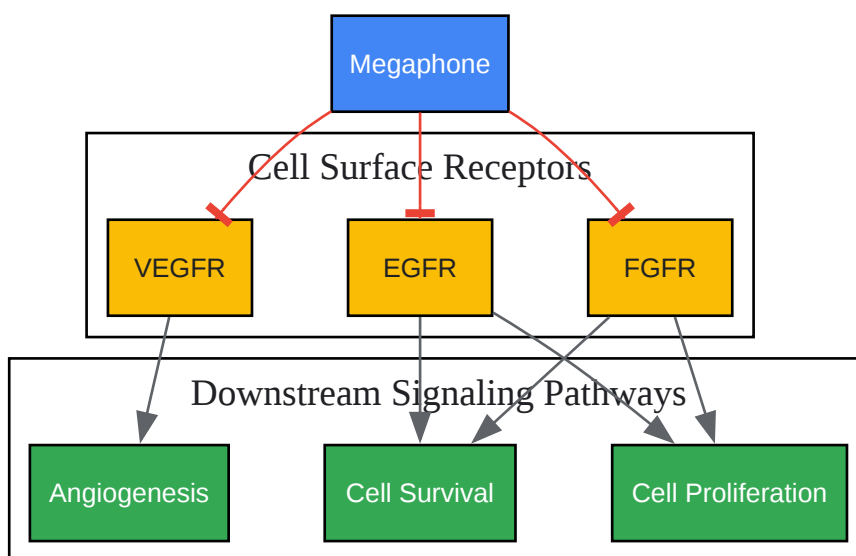 Megaphone
Cell Surface Receptors
VEGFR
EGFR
FGFR
Downstream Signaling Pathways
Angiogenesis
Cell Survival
Cell Proliferation